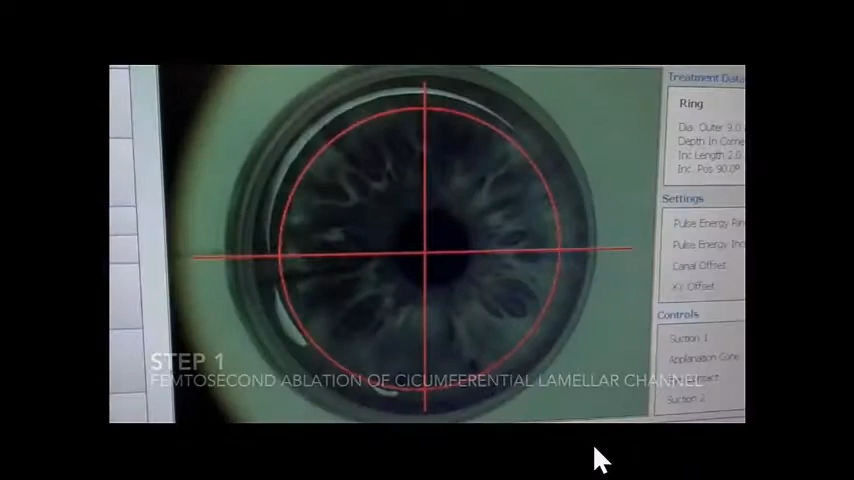 Treatment Data
Ring
Dia. Outer 9.0
Depth In Corne
Inc Length 2.0
Inc. Pos 90.0°
Settings
Pulse Energy Rin
Pulse Energy Inc
Canal Offset
Offset
Controls
Suction 1
Applanation Cone
Suction 2
STEP 1
FEMTOSECOND ABLATION OF CICUMFERENTIAL LAMELLAR CHANNEL